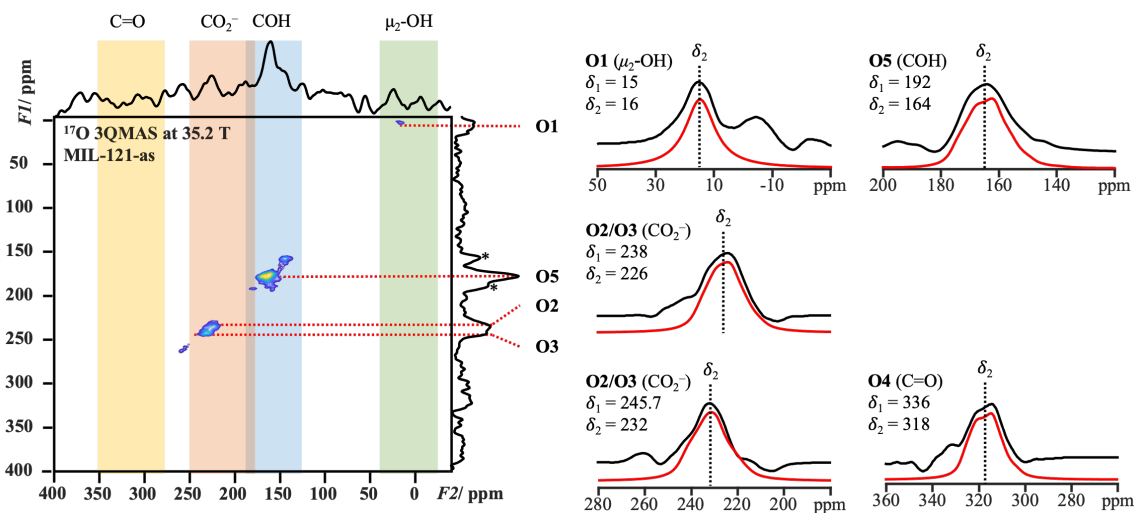 C=O CO₂⁻ COH μ₂-OH
F1/ ppm
¹⁷O 3QMAS at 35.2 T
MIL-121-as
50
100
150
200
250
300
350
400
400 350 300 250 200 150 100 50 0 F2/ ppm
*
*
O1
O5
O2
O3
O1 (μ₂-OH)
δ₁ = 15
δ₂ = 16
δ₂
50 30 10 -10 ppm
O5 (COH)
δ₁ = 192
δ₂ = 164
δ₂
200 180 160 140 ppm
O2/O3 (CO₂⁻)
δ₁ = 238
δ₂ = 226
δ₂
O2/O3 (CO₂⁻)
δ₁ = 245.7
δ₂ = 232
δ₂
280 260 240 220 200 ppm
O4 (C=O)
δ₁ = 336
δ₂ = 318
δ₂
360 340 320 300 280 ppm